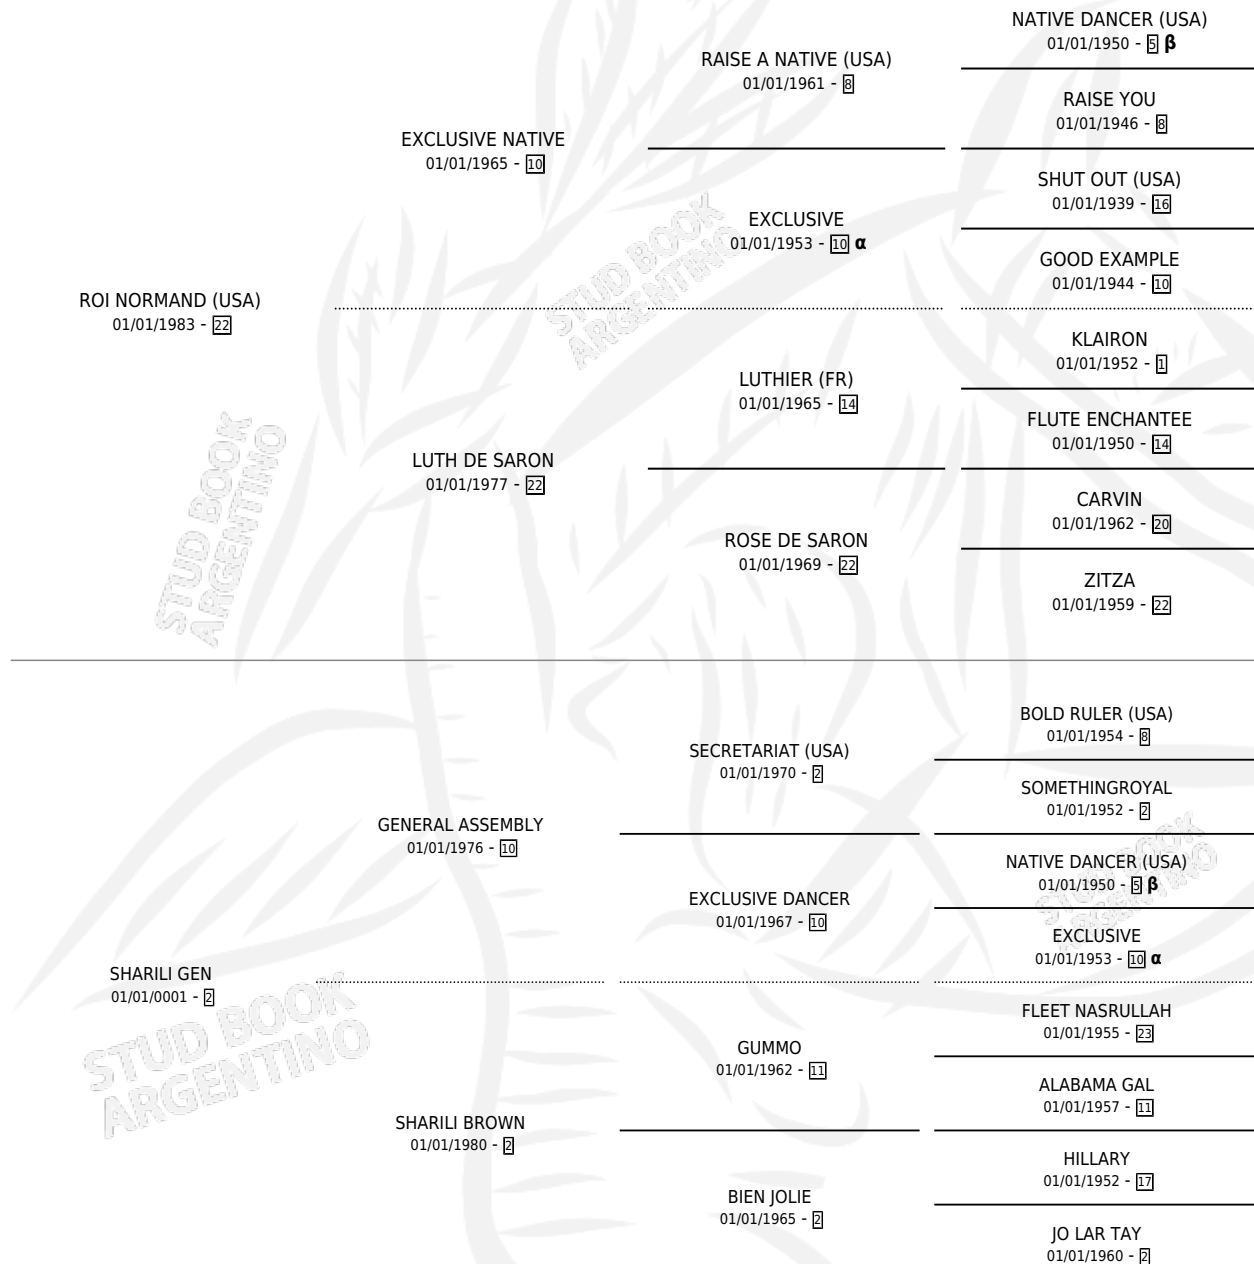 NATIVE DANCER (USA)
01/01/1950 - 5 β
RAISE A NATIVE (USA)
01/01/1961 - 8
RAISE YOU
01/01/1946 - 8
EXCLUSIVE NATIVE
01/01/1965 - 10
SHUT OUT (USA)
01/01/1939 - 16
EXCLUSIVE
01/01/1953 - 10 α
GOOD EXAMPLE
01/01/1944 - 10
ROI NORMAND (USA)
01/01/1983 - 22
KLAIRON
01/01/1952 - 1
LUTHIER (FR)
01/01/1965 - 14
FLUTE ENCHANTEE
01/01/1950 - 14
LUTH DE SARON
01/01/1977 - 22
CARVIN
01/01/1962 - 20
ROSE DE SARON
01/01/1969 - 22
ZITZA
01/01/1959 - 22
BOLD RULER (USA)
01/01/1954 - 8
SECRETARIAT (USA)
01/01/1970 - 2
SOMETHINGROYAL
01/01/1952 - 2
GENERAL ASSEMBLY
01/01/1976 - 10
NATIVE DANCER (USA)
01/01/1950 - 5 β
EXCLUSIVE DANCER
01/01/1967 - 10
EXCLUSIVE
01/01/1953 - 10 α
SHARILI GEN
01/01/0001 - 2
FLEET NASRULLAH
01/01/1955 - 23
GUMMO
01/01/1962 - 11
ALABAMA GAL
01/01/1957 - 11
SHARILI BROWN
01/01/1980 - 2
HILLARY
01/01/1952 - 17
BIEN JOLIE
01/01/1965 - 2
JO LAR TAY
01/01/1960 - 2
STUD BOOK
ARGENTINO
STUD BOOK
ARGENTINO
STUD BOOK
ARGENTINO
STUD BOOK
ARGENTINO